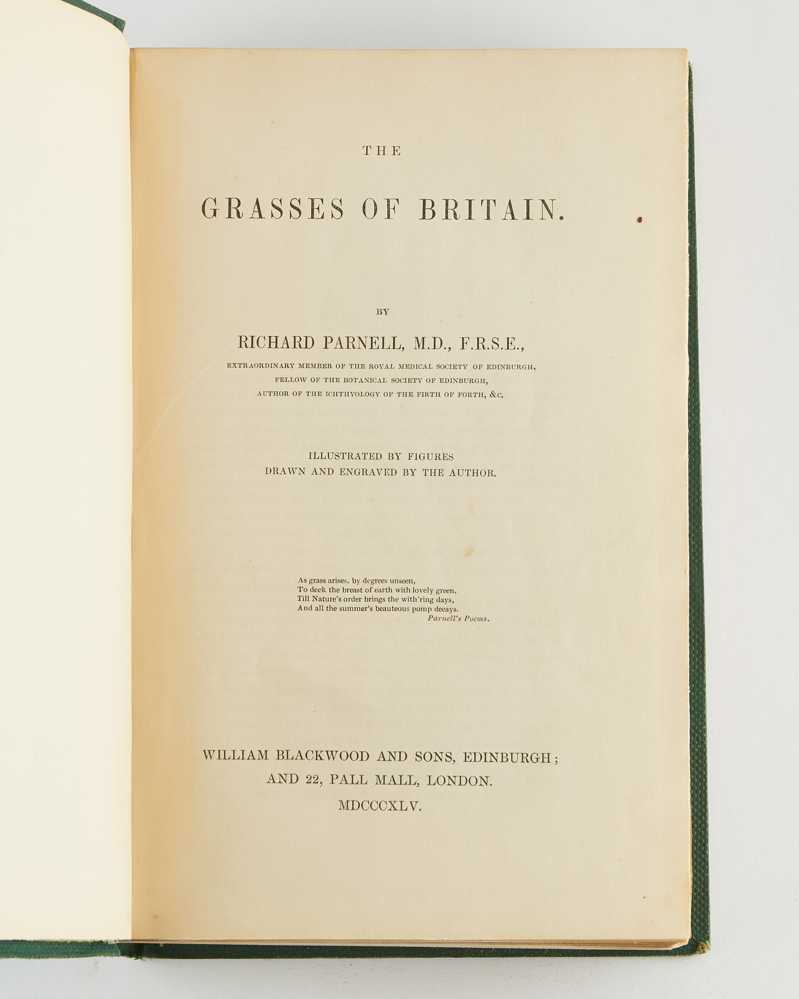 THE
GRASSES OF BRITAIN.
BY
RICHARD PARNELL, M.D., F.R.S.E.,
EXTRAORDINARY MEMBER OF THE ROYAL MEDICAL SOCIETY OF EDINBURGH,
FELLOW OF THE BOTANICAL SOCIETY OF EDINBURGH,
AUTHOR OF THE ICHTHYOLOGY OF THE FIRTH OF FORTH, &C.
ILLUSTRATED BY FIGURES
DRAWN AND ENGRAVED BY THE AUTHOR.
As grass arises, by degrees unseen,
To deck the breast of earth with lovely green,
Till Nature's order brings the with'ring days,
And all the summer's beauteous pomp decays.
Parnell's Poems.
WILLIAM BLACKWOOD AND SONS, EDINBURGH;
AND 22, PALL MALL, LONDON.
MDCCCXLV.